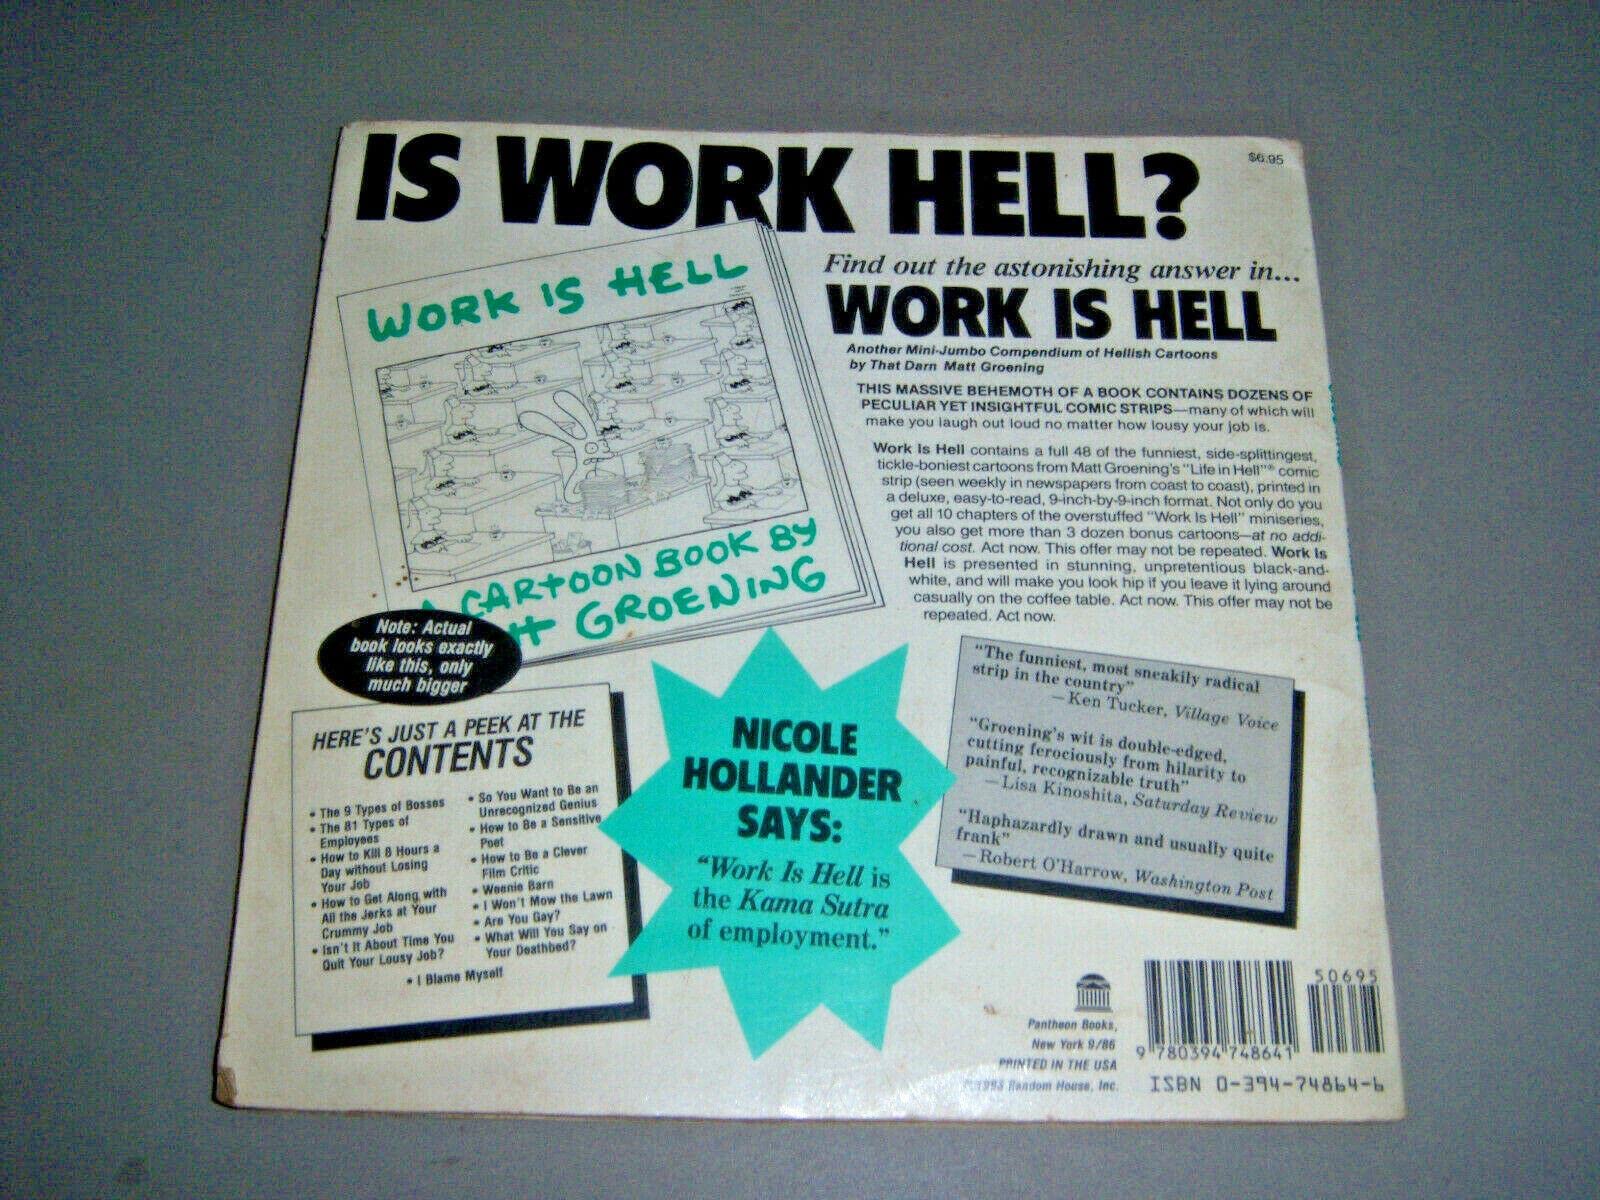 IS WORK HELL?
$6.95
WORK IS HELL
A CARTOON BOOK BY
GROENING
Note: Actual
book looks exactly
like this, only
much bigger
Find out the astonishing answer in...
WORK IS HELL
Another Mini-Jumbo Compendium of Hellish Cartoons
by That Darn Matt Groening
THIS MASSIVE BEHEMOTH OF A BOOK CONTAINS DOZENS OF
PECULIAR YET INSIGHTFUL COMIC STRIPS—many of which will
make you laugh out loud no matter how lousy your job is.
Work Is Hell contains a full 48 of the funniest, side-splittingest,
tickle-boniest cartoons from Matt Groening's "Life in Hell"® comic
strip (seen weekly in newspapers from coast to coast), printed in
a deluxe, easy-to-read, 9-inch-by-9-inch format. Not only do you
get all 10 chapters of the overstuffed "Work Is Hell" miniseries,
you also get more than 3 dozen bonus cartoons—at no addi-
tional cost. Act now. This offer may not be repeated. Work Is
Hell is presented in stunning, unpretentious black-and-
white, and will make you look hip if you leave it lying around
casually on the coffee table. Act now. This offer may not be
repeated. Act now.
HERE'S JUST A PEEK AT THE
CONTENTS
• The 9 Types of Bosses
• The 81 Types of
Employees
• How to Kill 8 Hours a
Day without Losing
Your Job
• How to Get Along with
All the Jerks at Your
Crummy Job
• Isn't It About Time You
Quit Your Lousy Job?
• So You Want to Be an
Unrecognized Genius
• How to Be a Sensitive
Poet
• How to Be a Clever
Film Critic
• Weenie Barn
• I Won't Mow the Lawn
• Are You Gay?
• What Will You Say on
Your Deathbed?
• I Blame Myself
NICOLE
HOLLANDER
SAYS:
"Work Is Hell is
the Kama Sutra
of employment."
"The funniest, most sneakily radical
strip in the country"
—Ken Tucker, Village Voice
"Groening's wit is double-edged,
cutting ferociously from hilarity to
painful, recognizable truth"
—Lisa Kinoshita, Saturday Review
"Haphazardly drawn and usually quite
frank"
—Robert O'Harrow, Washington Post
Pantheon Books,
New York 9/86
PRINTED IN THE USA
Random House, Inc.
50695
9 780394 748641
ISBN 0-394-74864-6